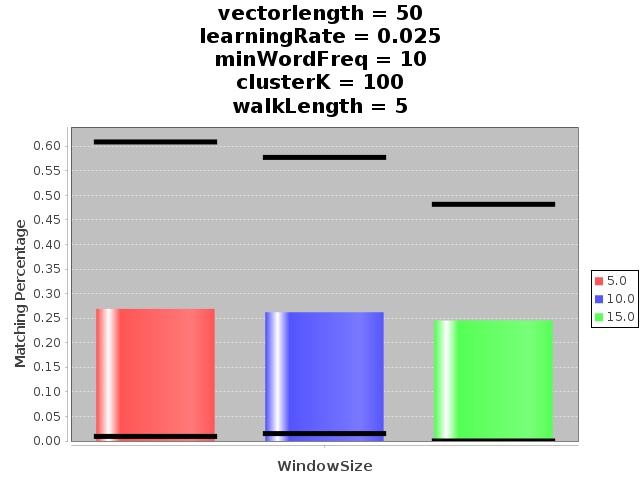 vectorlength = 50
learningRate = 0.025
minWordFreq = 10
clusterK = 100
walkLength = 5
Matching Percentage
0.60
0.55
0.50
0.45
0.40
0.35
0.30
0.25
0.20
0.15
0.10
0.05
0.00
WindowSize
5.0
10.0
15.0